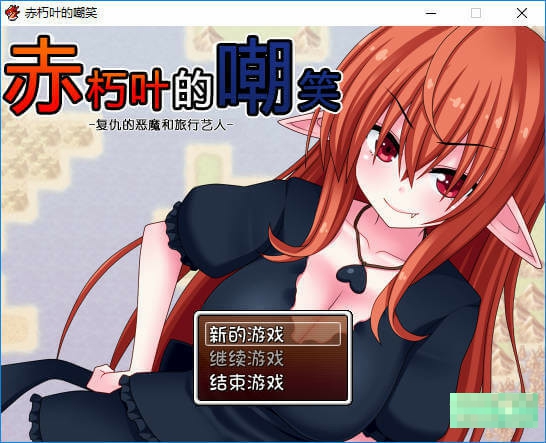 赤朽叶的嘲笑
赤朽叶的嘲笑
-复仇的恶魔和旅行艺人-
新的游戏
继续游戏
结束游戏